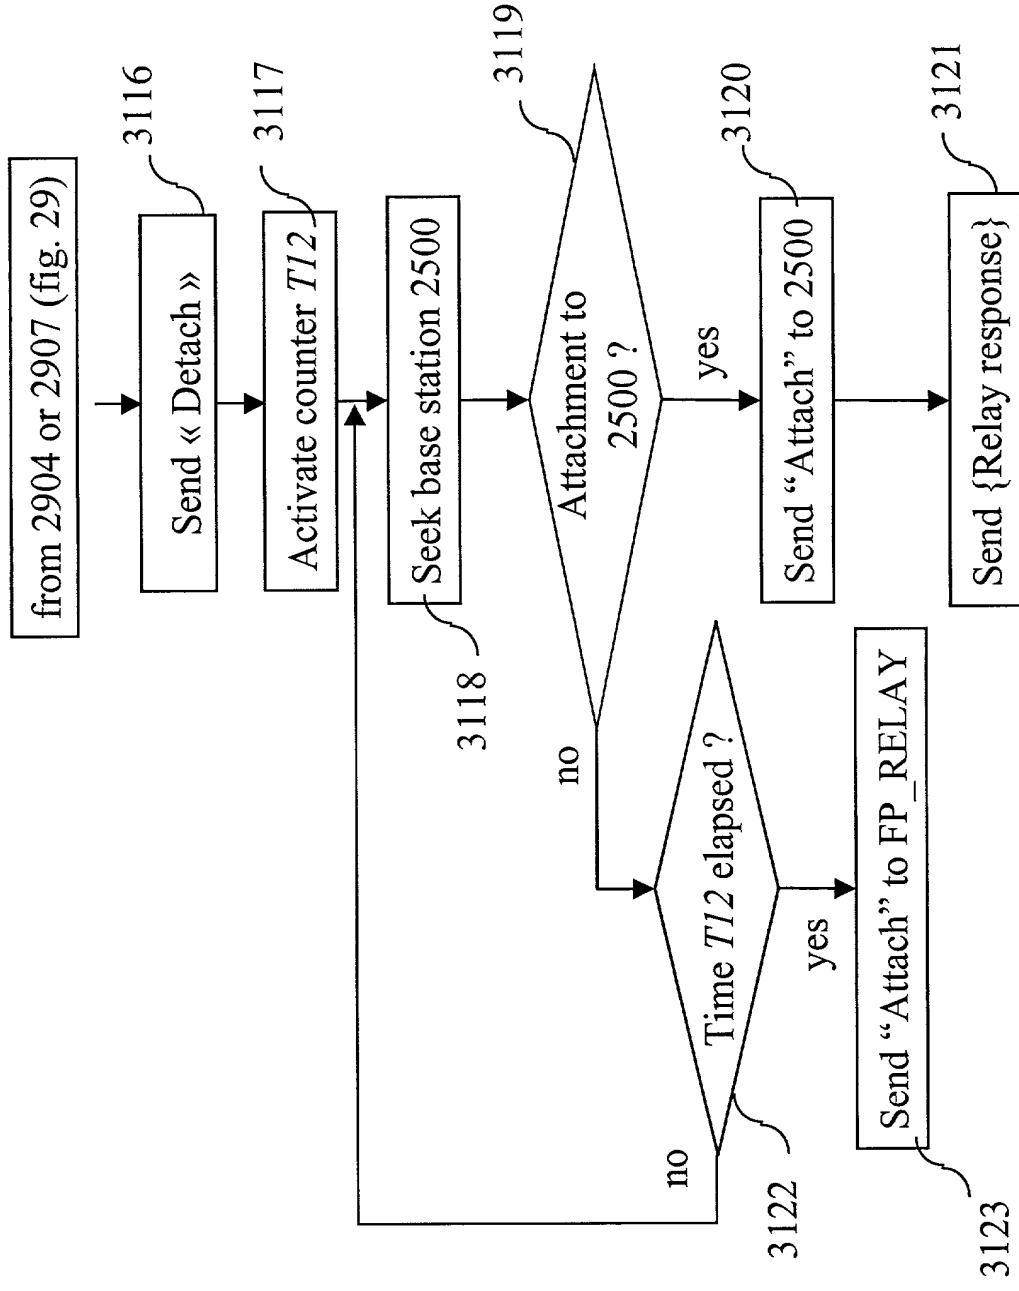 from 2904 or 2907 (fig. 29)
3116
Send « Detach »
3117
Activate counter T12
Seek base station 2500
3118
3119
Attachment to
2500 ?
no
yes
3120
Send “Attach” to 2500
3121
Send {Relay response}
Time T12 elapsed ?
no
3122
yes
Send “Attach” to FP_RELAY
3123